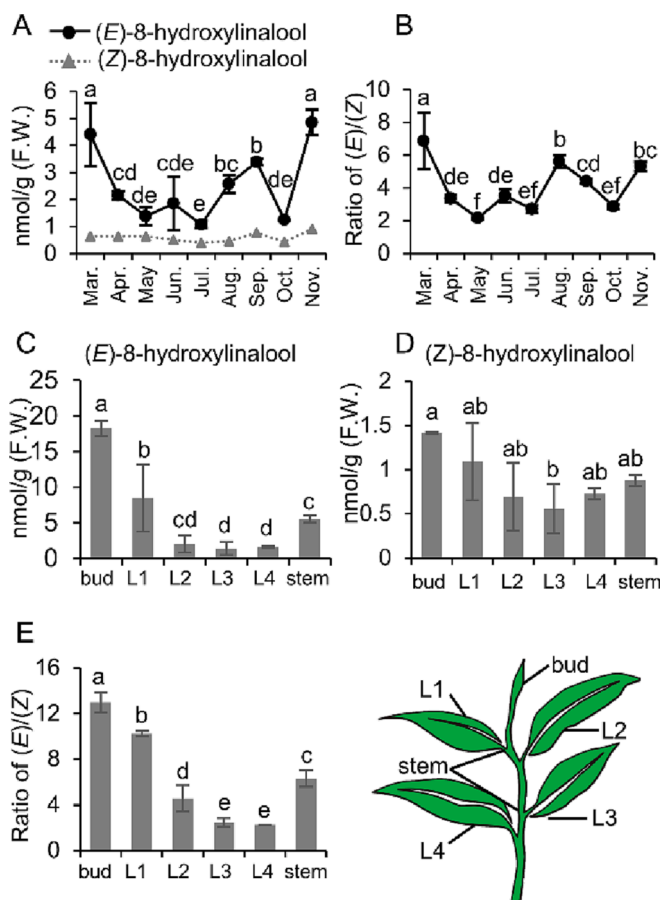 A
(E)-8-hydroxylinalool
(Z)-8-hydroxylinalool
nmol/g (F.W.)
6
5
4
3
2
1
0
a
cd
de
cde
e
bc
b
de
a
Mar.
Apr.
May
Jun.
Jul.
Aug.
Sep.
Oct.
Nov.
B
Ratio of (E)/(Z)
10
8
6
4
2
0
a
de
f
de
ef
b
cd
ef
bc
Mar.
Apr.
May
Jun.
Jul.
Aug.
Sep.
Oct.
Nov.
C
(E)-8-hydroxylinalool
nmol/g (F.W.)
25
20
15
10
5
0
a
b
cd
d
d
c
bud L1 L2 L3 L4 stem
D
(Z)-8-hydroxylinalool
nmol/g (F.W.)
2
1.5
1
0.5
0
a
ab
ab
b
ab
ab
bud L1 L2 L3 L4 stem
E
Ratio of (E)/(Z)
16
12
8
4
0
a
b
d
e
e
c
bud L1 L2 L3 L4 stem
bud
L1
L2
stem
L3
L4